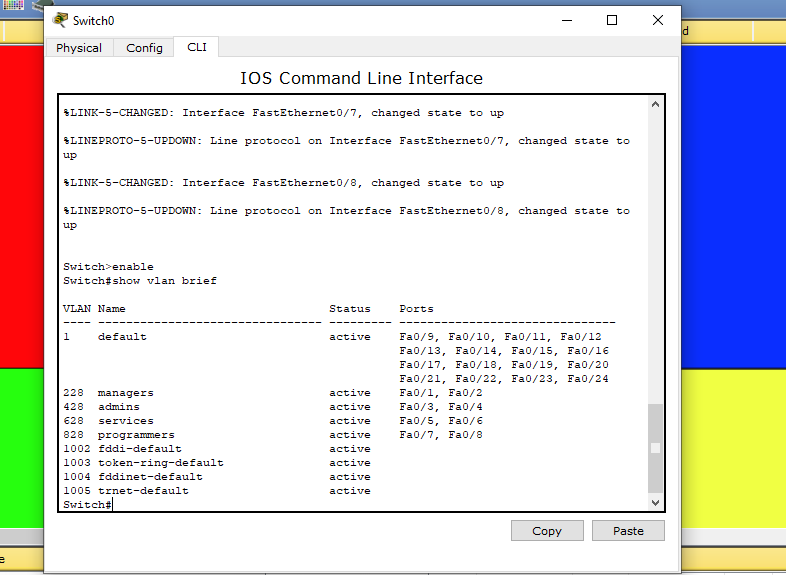 Switch0
d
Physical Config CLI
IOS Command Line Interface
%LINK-5-CHANGED: Interface FastEthernet0/7, changed state to up
%LINEPROTO-5-UPDOWN: Line protocol on Interface FastEthernet0/7, changed state to
up
%LINK-5-CHANGED: Interface FastEthernet0/8, changed state to up
%LINEPROTO-5-UPDOWN: Line protocol on Interface FastEthernet0/8, changed state to
up
Switch>enable
Switch#show vlan brief
VLAN Name Status Ports
---- -------------------------------- --------- -------------------------------
1 default active Fa0/9, Fa0/10, Fa0/11, Fa0/12
Fa0/13, Fa0/14, Fa0/15, Fa0/16
Fa0/17, Fa0/18, Fa0/19, Fa0/20
Fa0/21, Fa0/22, Fa0/23, Fa0/24
228 managers active Fa0/1, Fa0/2
428 admins active Fa0/3, Fa0/4
628 services active Fa0/5, Fa0/6
828 programmers active Fa0/7, Fa0/8
1002 fddi-default active
1003 token-ring-default active
1004 fddinet-default active
1005 trnet-default active
Switch#
Copy Paste
e